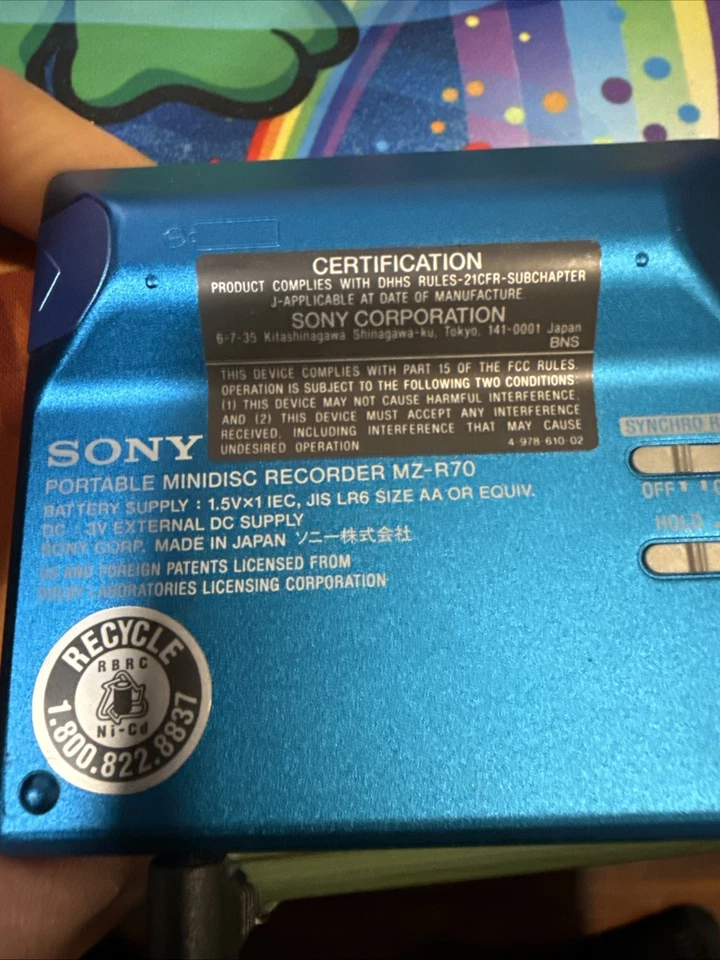 CERTIFICATION
PRODUCT COMPLIES WITH DHHS RULES-21CFR-SUBCHAPTER
J-APPLICABLE AT DATE OF MANUFACTURE.
SONY CORPORATION
6-7-35 Kitashinagawa Shinagawa-ku, Tokyo, 141-0001 Japan
BNS
THIS DEVICE COMPLIES WITH PART 15 OF THE FCC RULES.
OPERATION IS SUBJECT TO THE FOLLOWING TWO CONDITIONS:
(1) THIS DEVICE MAY NOT CAUSE HARMFUL INTERFERENCE,
AND (2) THIS DEVICE MUST ACCEPT ANY INTERFERENCE
RECEIVED, INCLUDING INTERFERENCE THAT MAY CAUSE
UNDESIRED OPERATION 4-978-610-02
SONY
PORTABLE MINIDISC RECORDER MZ-R70
BATTERY SUPPLY : 1.5V×1 IEC, JIS LR6 SIZE AA OR EQUIV.
DC 3V EXTERNAL DC SUPPLY
SONY CORP. MADE IN JAPAN ソニー株式会社
US AND FOREIGN PATENTS LICENSED FROM
DOLBY LABORATORIES LICENSING CORPORATION
SYNCHRO R
OFF
HOLD
RECYCLE
RBRC
Ni-Cd
1.800.822.8837